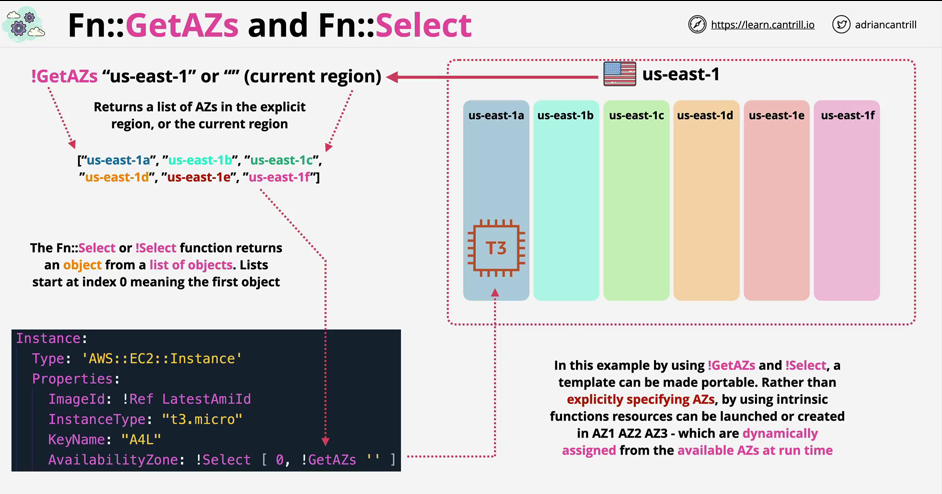 Fn::GetAZs and Fn::Select
https://learn.cantrill.io
adriancantrill
!GetAZs “us-east-1” or “” (current region)
Returns a list of AZs in the explicit
region, or the current region
[“us-east-1a”, ”us-east-1b”, ”us-east-1c”,
”us-east-1d”, ”us-east-1e”, ”us-east-1f”]
us-east-1
us-east-1a
us-east-1b
us-east-1c
us-east-1d
us-east-1e
us-east-1f
T3
The Fn::Select or !Select function returns
an object from a list of objects. Lists
start at index 0 meaning the first object
Instance:
Type: 'AWS::EC2::Instance'
Properties:
ImageId: !Ref LatestAmiId
InstanceType: "t3.micro"
KeyName: "A4L"
AvailabilityZone: !Select [ 0, !GetAZs '' ]
In this example by using !GetAZs and !Select, a
template can be made portable. Rather than
explicitly specifying AZs, by using intrinsic
functions resources can be launched or created
in AZ1 AZ2 AZ3 - which are dynamically
assigned from the available AZs at run time